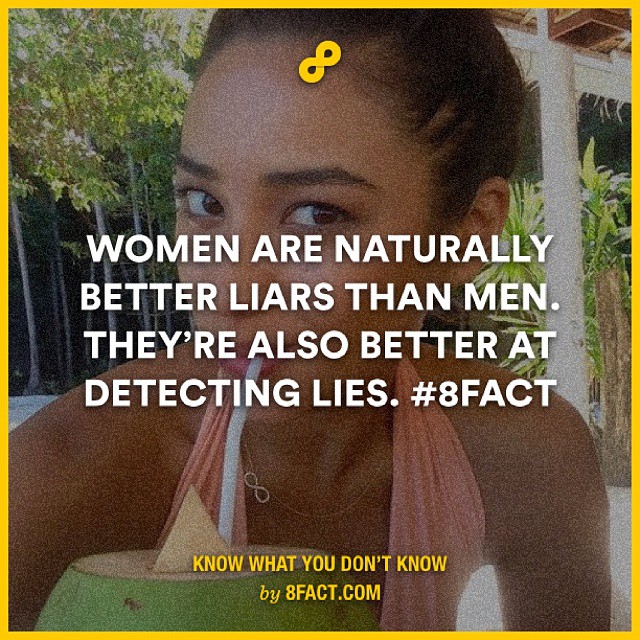 WOMEN ARE NATURALLY
BETTER LIARS THAN MEN.
THEY’RE ALSO BETTER AT
DETECTING LIES. #8FACT
KNOW WHAT YOU DON’T KNOW
by 8FACT.COM